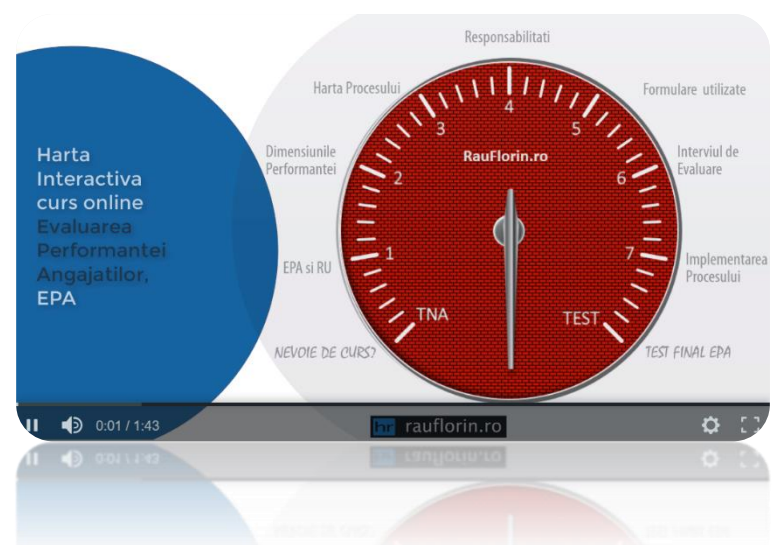 Harta
Interactiva
curs online
Evaluarea
Performantei
Angajatilor,
EPA
Responsabilitati
Harta Procesului
Formulare utilizate
Dimensiunile
Performantei
Interviul de
Evaluare
EPA si RU
Implementarea
Procesului
NEVOIE DE CURS?
TEST FINAL EPA
RauFlorin.ro
TNA
1
2
3
4
5
6
7
TEST
0:01 / 1:43
hr rauflorin.ro